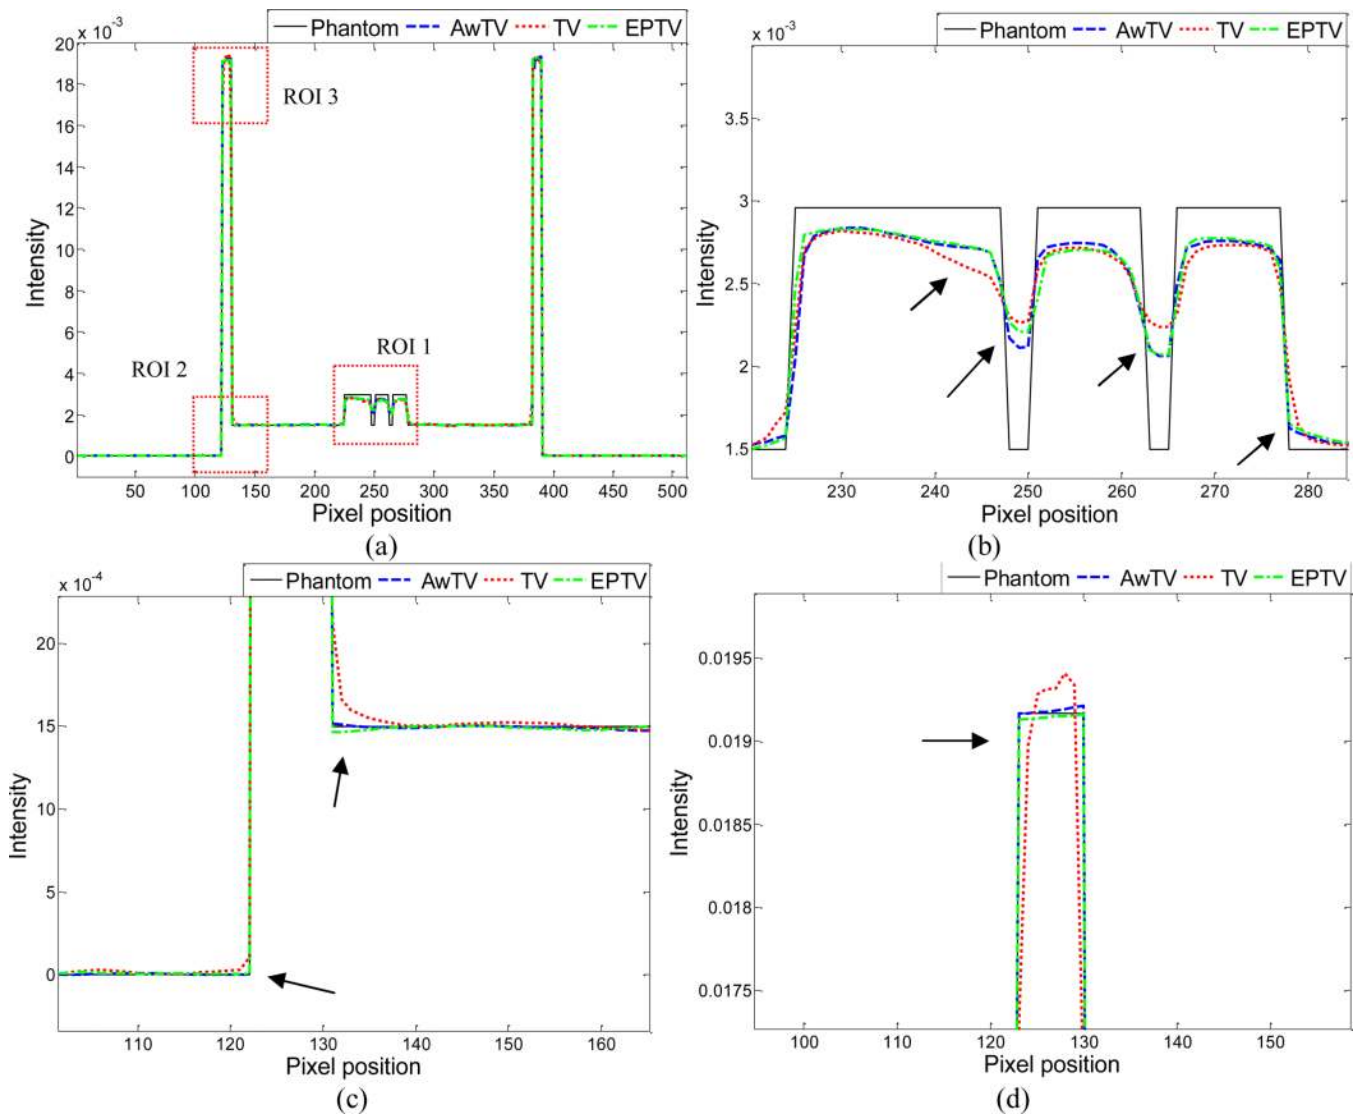 Phantom AwTV TV EPTV
x 10⁻³
20
18
16
14
12
10
8
6
4
2
0
Intensity
ROI 3
ROI 2
ROI 1
50 100 150 200 250 300 350 400 450 500
Pixel position
(a)
Phantom AwTV TV EPTV
x 10⁻³
3.5
3
2.5
2
1.5
Intensity
230 240 250 260 270 280
Pixel position
(b)
Phantom AwTV TV EPTV
x 10⁻⁴
20
15
10
5
0
Intensity
110 120 130 140 150 160
Pixel position
(c)
Phantom AwTV TV EPTV
0.0195
0.019
0.0185
0.018
0.0175
Intensity
100 110 120 130 140 150
Pixel position
(d)